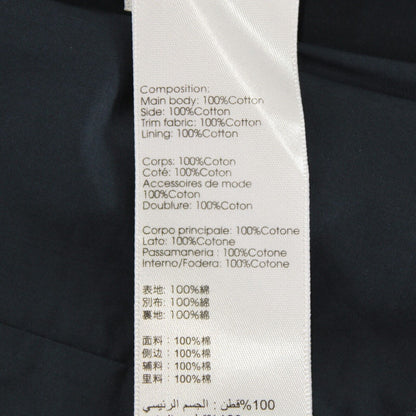 Composition:
Main body: 100%Cotton
Side: 100%Cotton
Trim fabric: 100%Cotton
Lining: 100%Cotton
Corps: 100%Coton
Coté: 100%Coton
Accessoires de mode
100%Coton
Doublure: 100%Coton
Corpo principale: 100%Cotone
Lato: 100%Cotone
Passamaneria : 100%Cotone
Interno/Fodera: 100%Cotone
表地: 100%綿
別布: 100%綿
裏地: 100%綿
面料： 100%棉
侧边： 100%棉
辅料： 100%棉
里料： 100%棉
100%قطن : الجسم الرئيسي